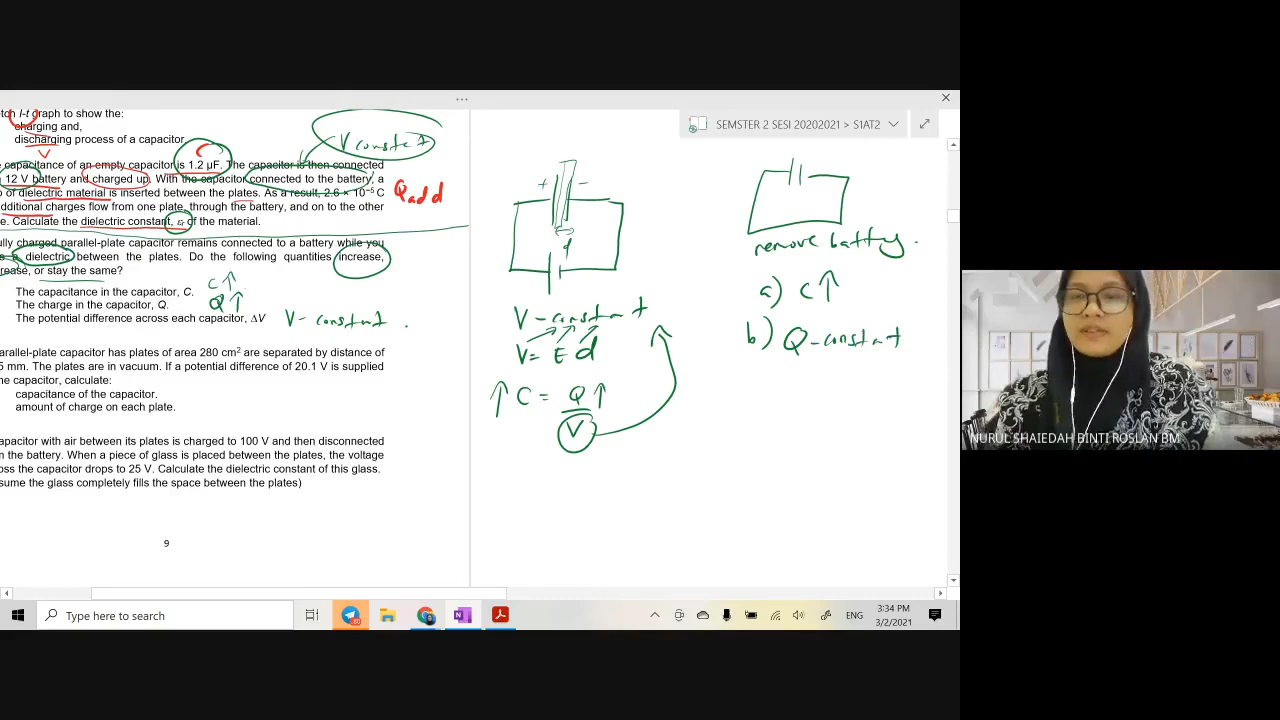 tch I-t graph to show the:
charging and,
discharging process of a capacitor.
V
V constant
e capacitance of an empty capacitor is 1.2 µF. The capacitor is then connected
12 V battery and charged up. With the capacitor connected to the battery, a
b of dielectric material is inserted between the plates. As a result, 2.6 × 10⁻⁵ C
additional charges flow from one plate, through the battery, and on to the other
e. Calculate the dielectric constant, εr of the material.
Q add
ully charged parallel-plate capacitor remains connected to a battery while you
a dielectric between the plates. Do the following quantities increase,
crease, or stay the same?
The capacitance in the capacitor, C. C↑
The charge in the capacitor, Q. Q↑
The potential difference across each capacitor, ΔV V - constant .
parallel-plate capacitor has plates of area 280 cm² are separated by distance of
5 mm. The plates are in vacuum. If a potential difference of 20.1 V is supplied
the capacitor, calculate:
capacitance of the capacitor.
amount of charge on each plate.
capacitor with air between its plates is charged to 100 V and then disconnected
m the battery. When a piece of glass is placed between the plates, the voltage
oss the capacitor drops to 25 V. Calculate the dielectric constant of this glass.
sume the glass completely fills the space between the plates)
9
SEMSTER 2 SESI 20202021 > S1AT2
+ -
d
V - constant
V = E d
↑ C = Q ↑
V
remove battery.
a) C ↑
b) Q - constant
NURUL SHAIEDAH BINTI ROSLAN BM
Type here to search
80
ENG
3:34 PM
3/2/2021